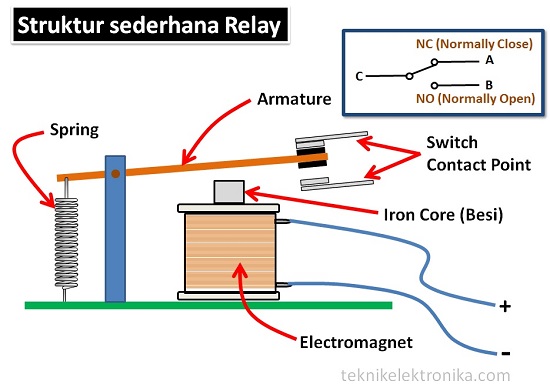 Struktur sederhana Relay
NC (Normally Close)
A
C
B
NO (Normally Open)
Armature
Spring
Switch
Contact Point
Iron Core (Besi)
+
Electromagnet
-
teknikelektronika.com